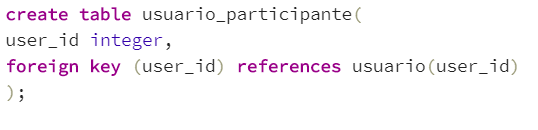 create table usuario_participante(
user_id integer,
foreign key (user_id) references usuario(user_id)
);